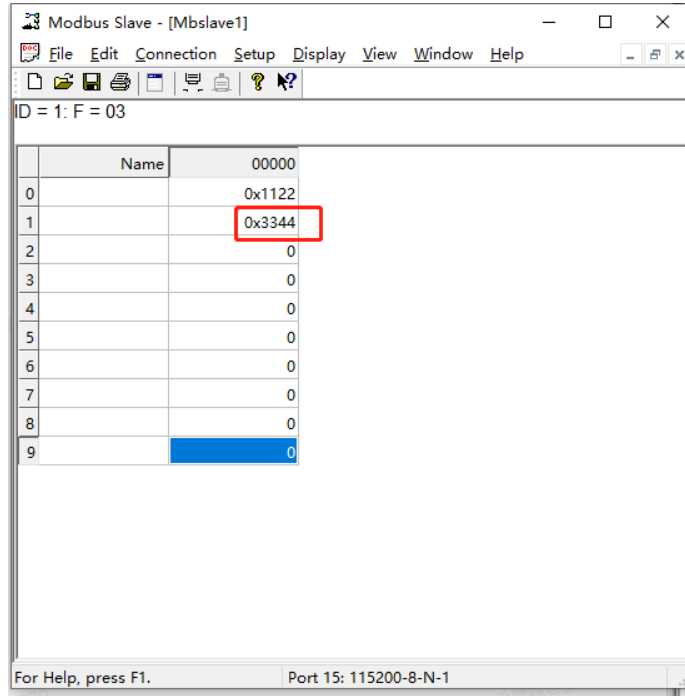 Modbus Slave - [Mbslave1]
File Edit Connection Setup Display View Window Help
ID = 1: F = 03
Name 00000
0 0x1122
1 0x3344
2 0
3 0
4 0
5 0
6 0
7 0
8 0
9 0
For Help, press F1. Port 15: 115200-8-N-1